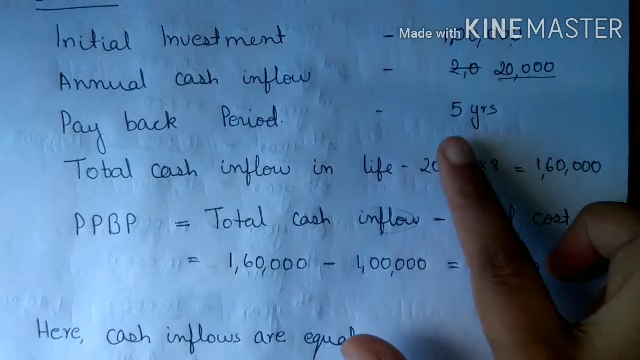 Made with KINEMASTER
Initial Investment -
Annual cash inflow - 2,0 20,000
Pay back Period. - 5 yrs
Total cash inflow in life - 20 x 8 = 1,60,000
PPBP = Total cash inflow - cost
= 1,60,000 - 1,00,000 =
Here, cash inflows are equal